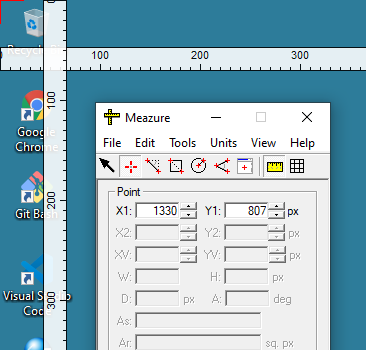 Recycle Bin
100 200 300
100
200
300
Google
Chrome
Git Bash
Visual Studio
Code
Meazure
File Edit Tools Units View Help
Point
X1: 1330 Y1: 807 px
X2: Y2: px
XV: YV: px
W: H: px
D: px A: deg
As:
Ar: sq. px